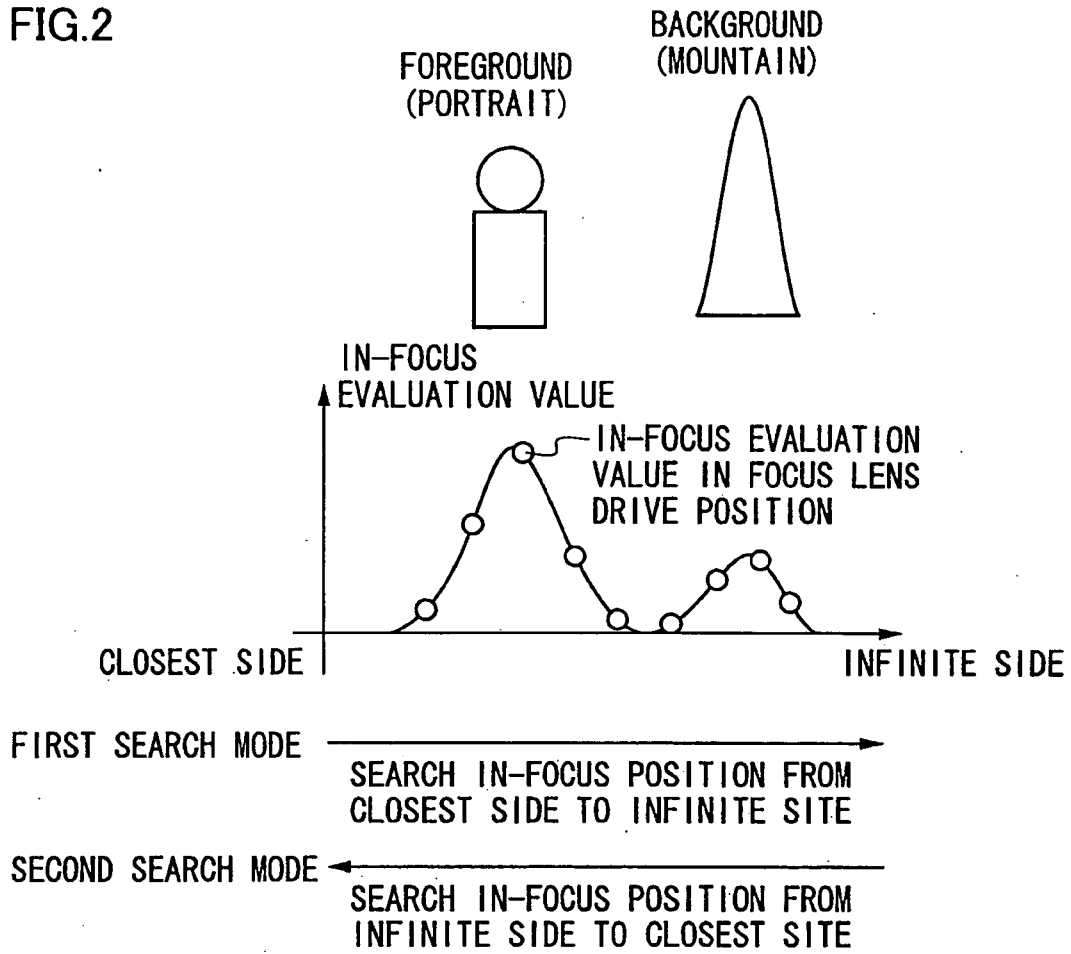 FIG.2
BACKGROUND
(MOUNTAIN)
FOREGROUND
(PORTRAIT)
IN-FOCUS
EVALUATION VALUE
IN-FOCUS EVALUATION
VALUE IN FOCUS LENS
DRIVE POSITION
CLOSEST SIDE
INFINITE SIDE
FIRST SEARCH MODE
SEARCH IN-FOCUS POSITION FROM
CLOSEST SIDE TO INFINITE SITE
SECOND SEARCH MODE
SEARCH IN-FOCUS POSITION FROM
INFINITE SIDE TO CLOSEST SITE